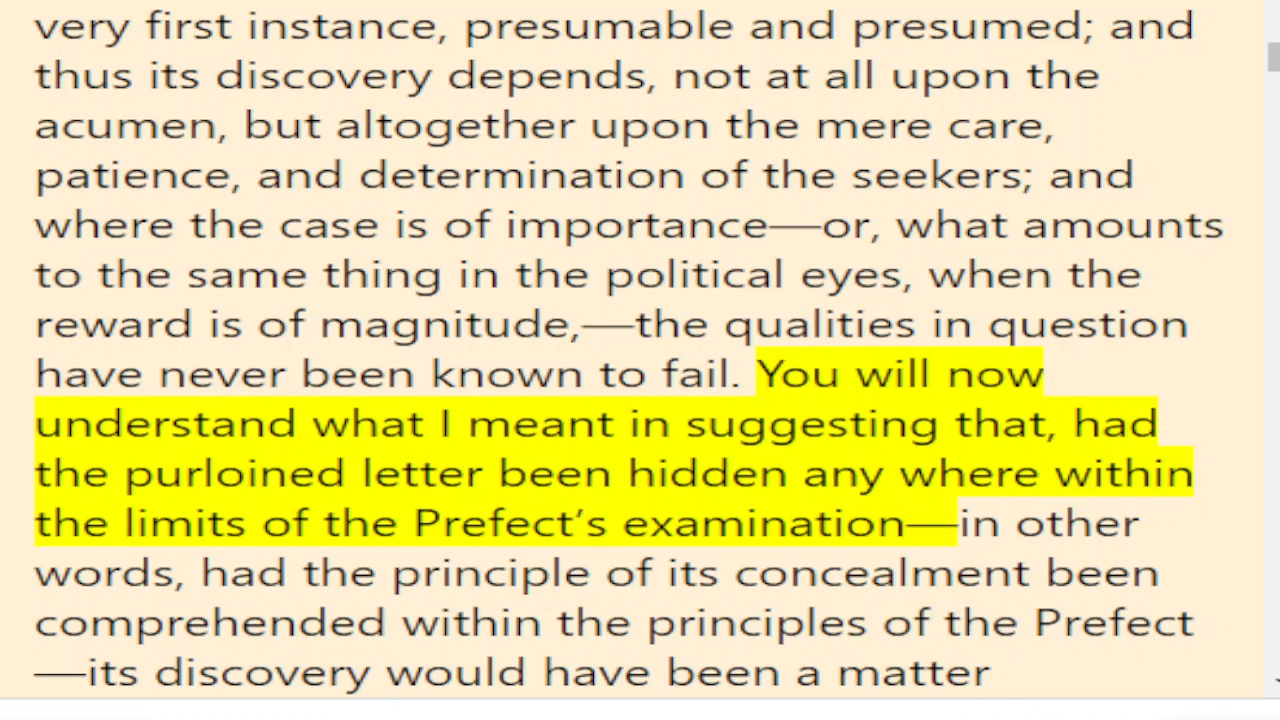 very first instance, presumable and presumed; and
thus its discovery depends, not at all upon the
acumen, but altogether upon the mere care,
patience, and determination of the seekers; and
where the case is of importance—or, what amounts
to the same thing in the political eyes, when the
reward is of magnitude,—the qualities in question
have never been known to fail. You will now
understand what I meant in suggesting that, had
the purloined letter been hidden any where within
the limits of the Prefect’s examination—in other
words, had the principle of its concealment been
comprehended within the principles of the Prefect
—its discovery would have been a matter